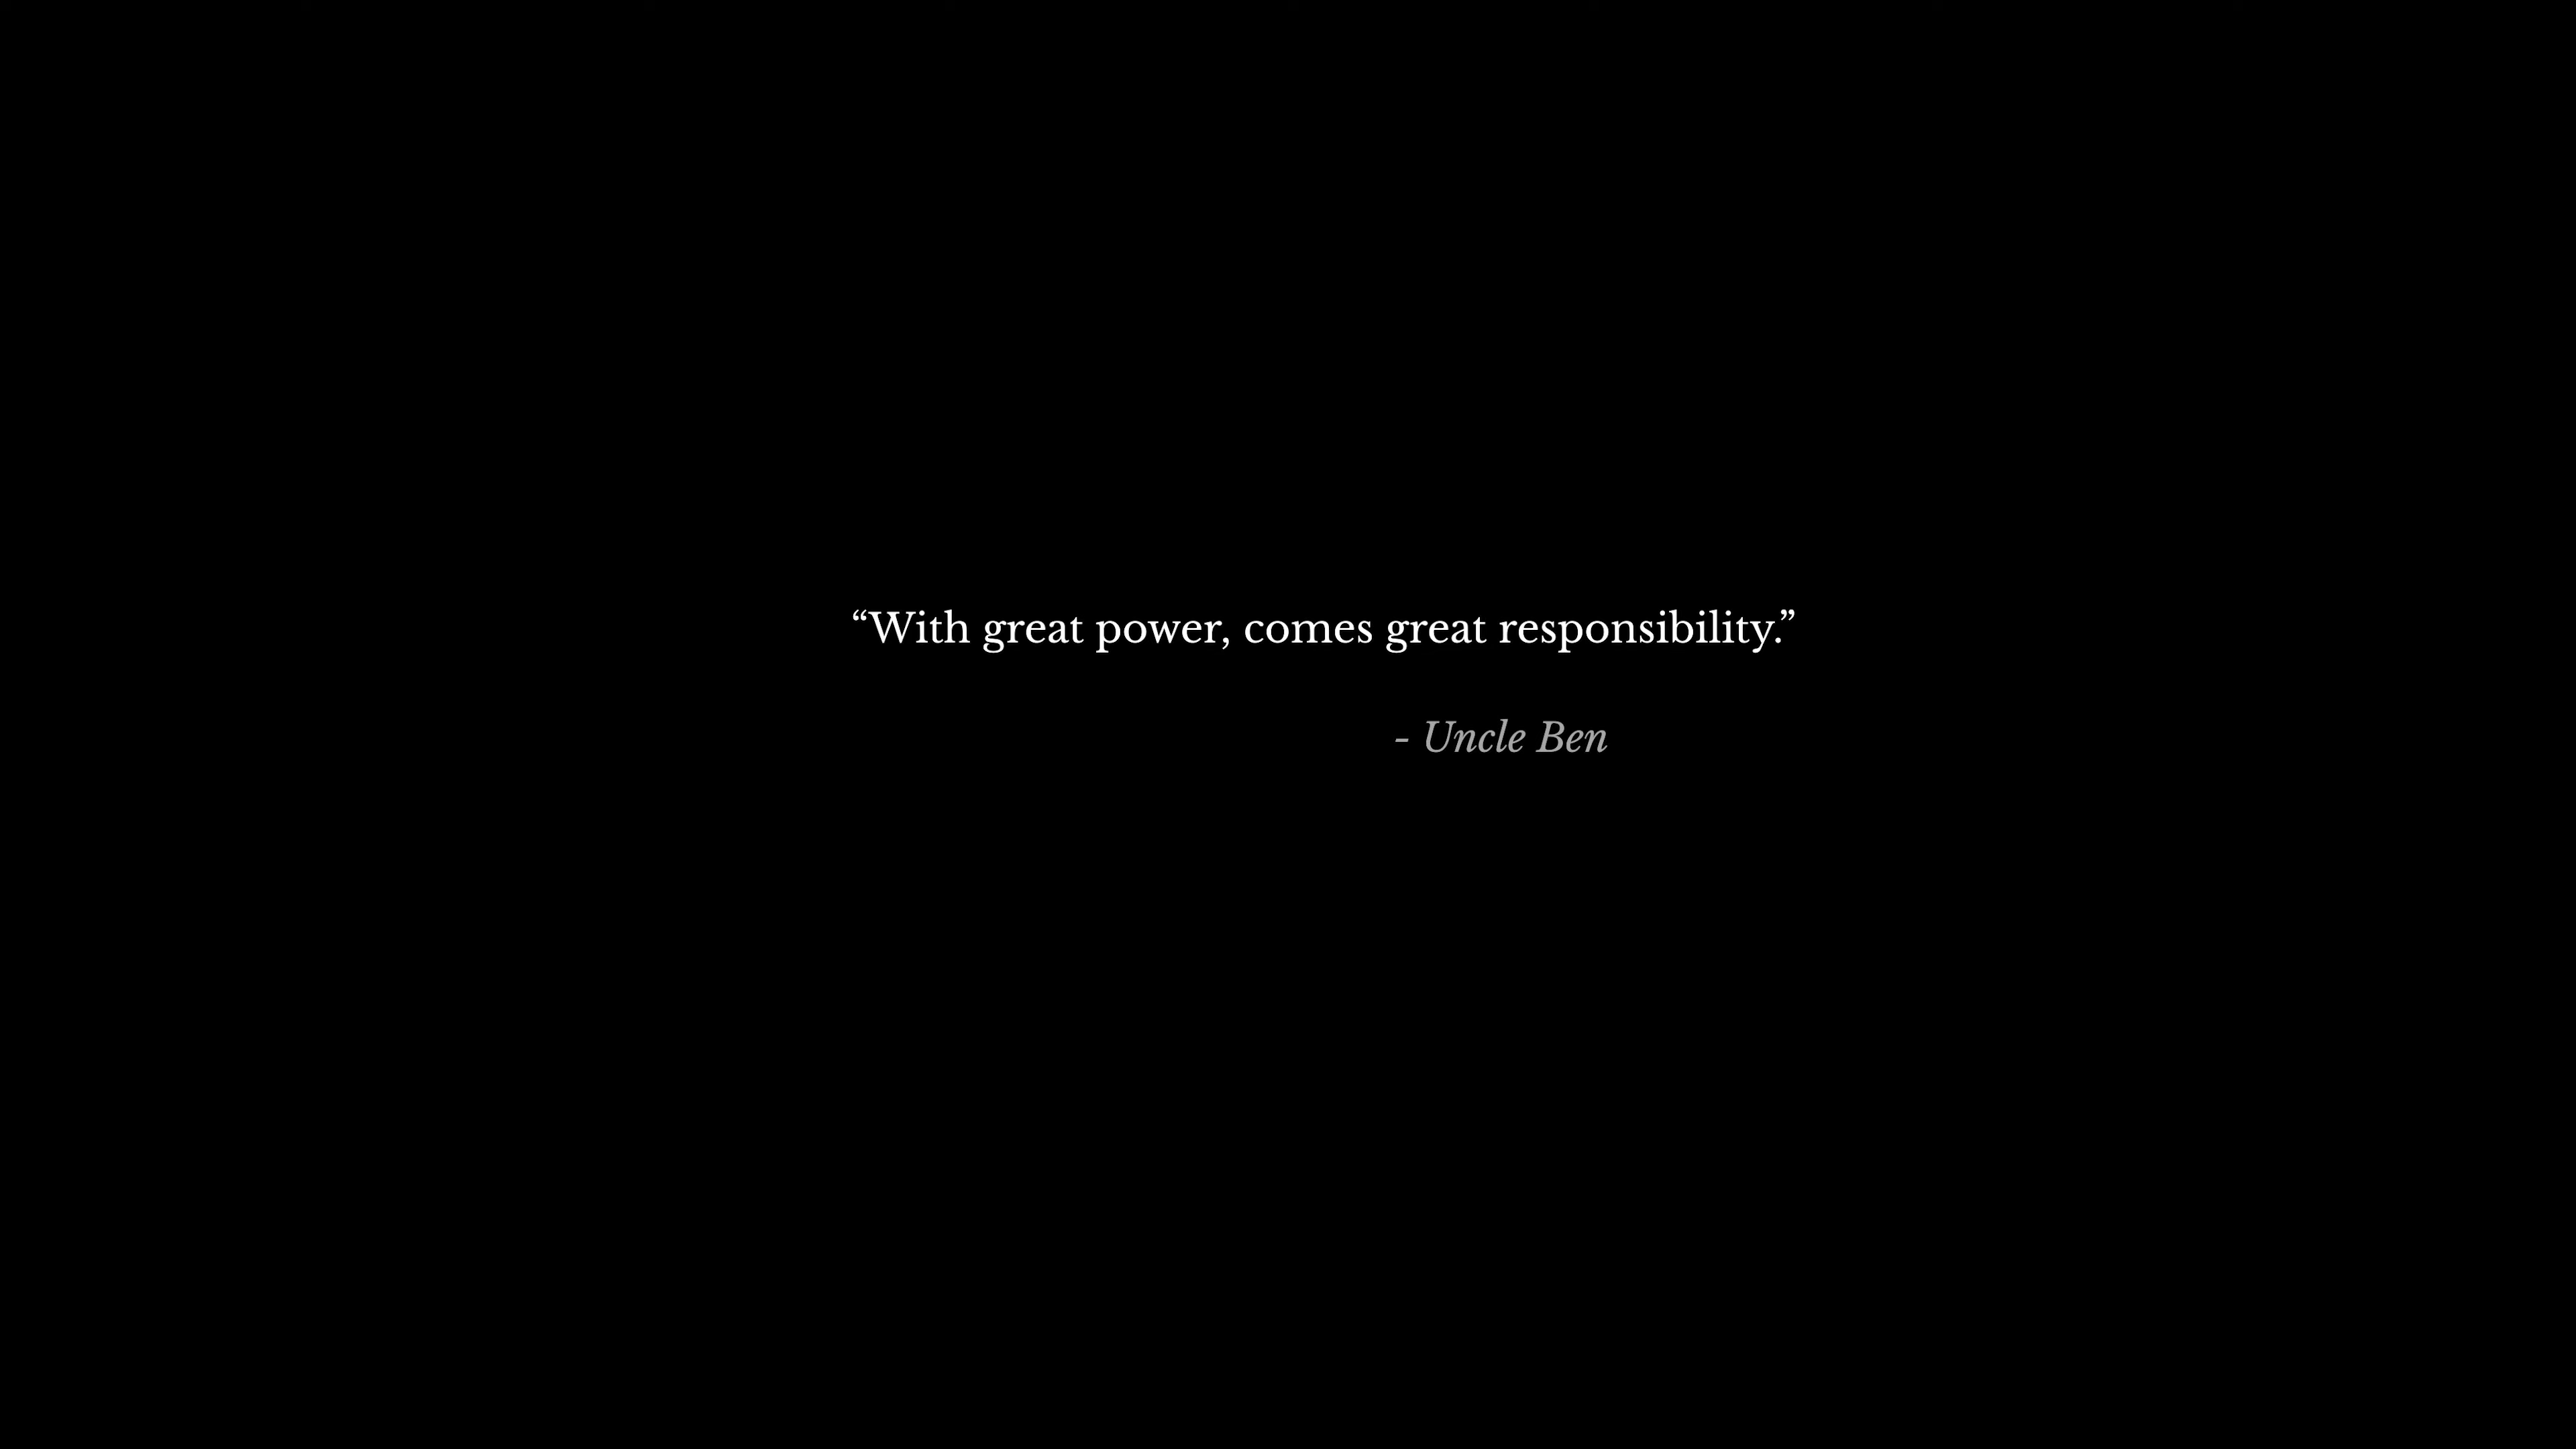 “With great power, comes great responsibility.”
- Uncle Ben